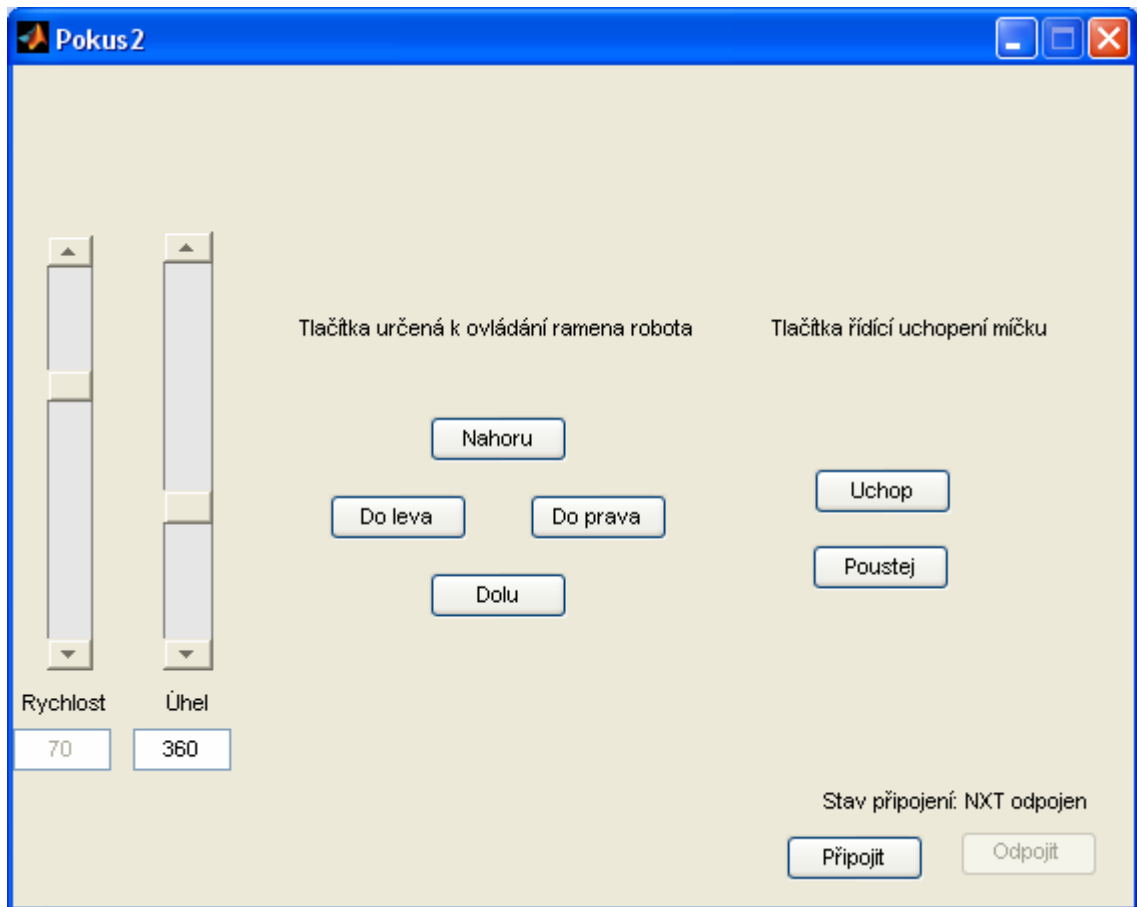 Pokus2
Tlačítka určená k ovládání ramena robota
Tlačítka řídící uchopení míčku
Nahoru
Uchop
Do leva
Do prava
Poustej
Dolu
Rychlost
Úhel
70
360
Stav připojení: NXT odpojen
Připojit
Odpojit